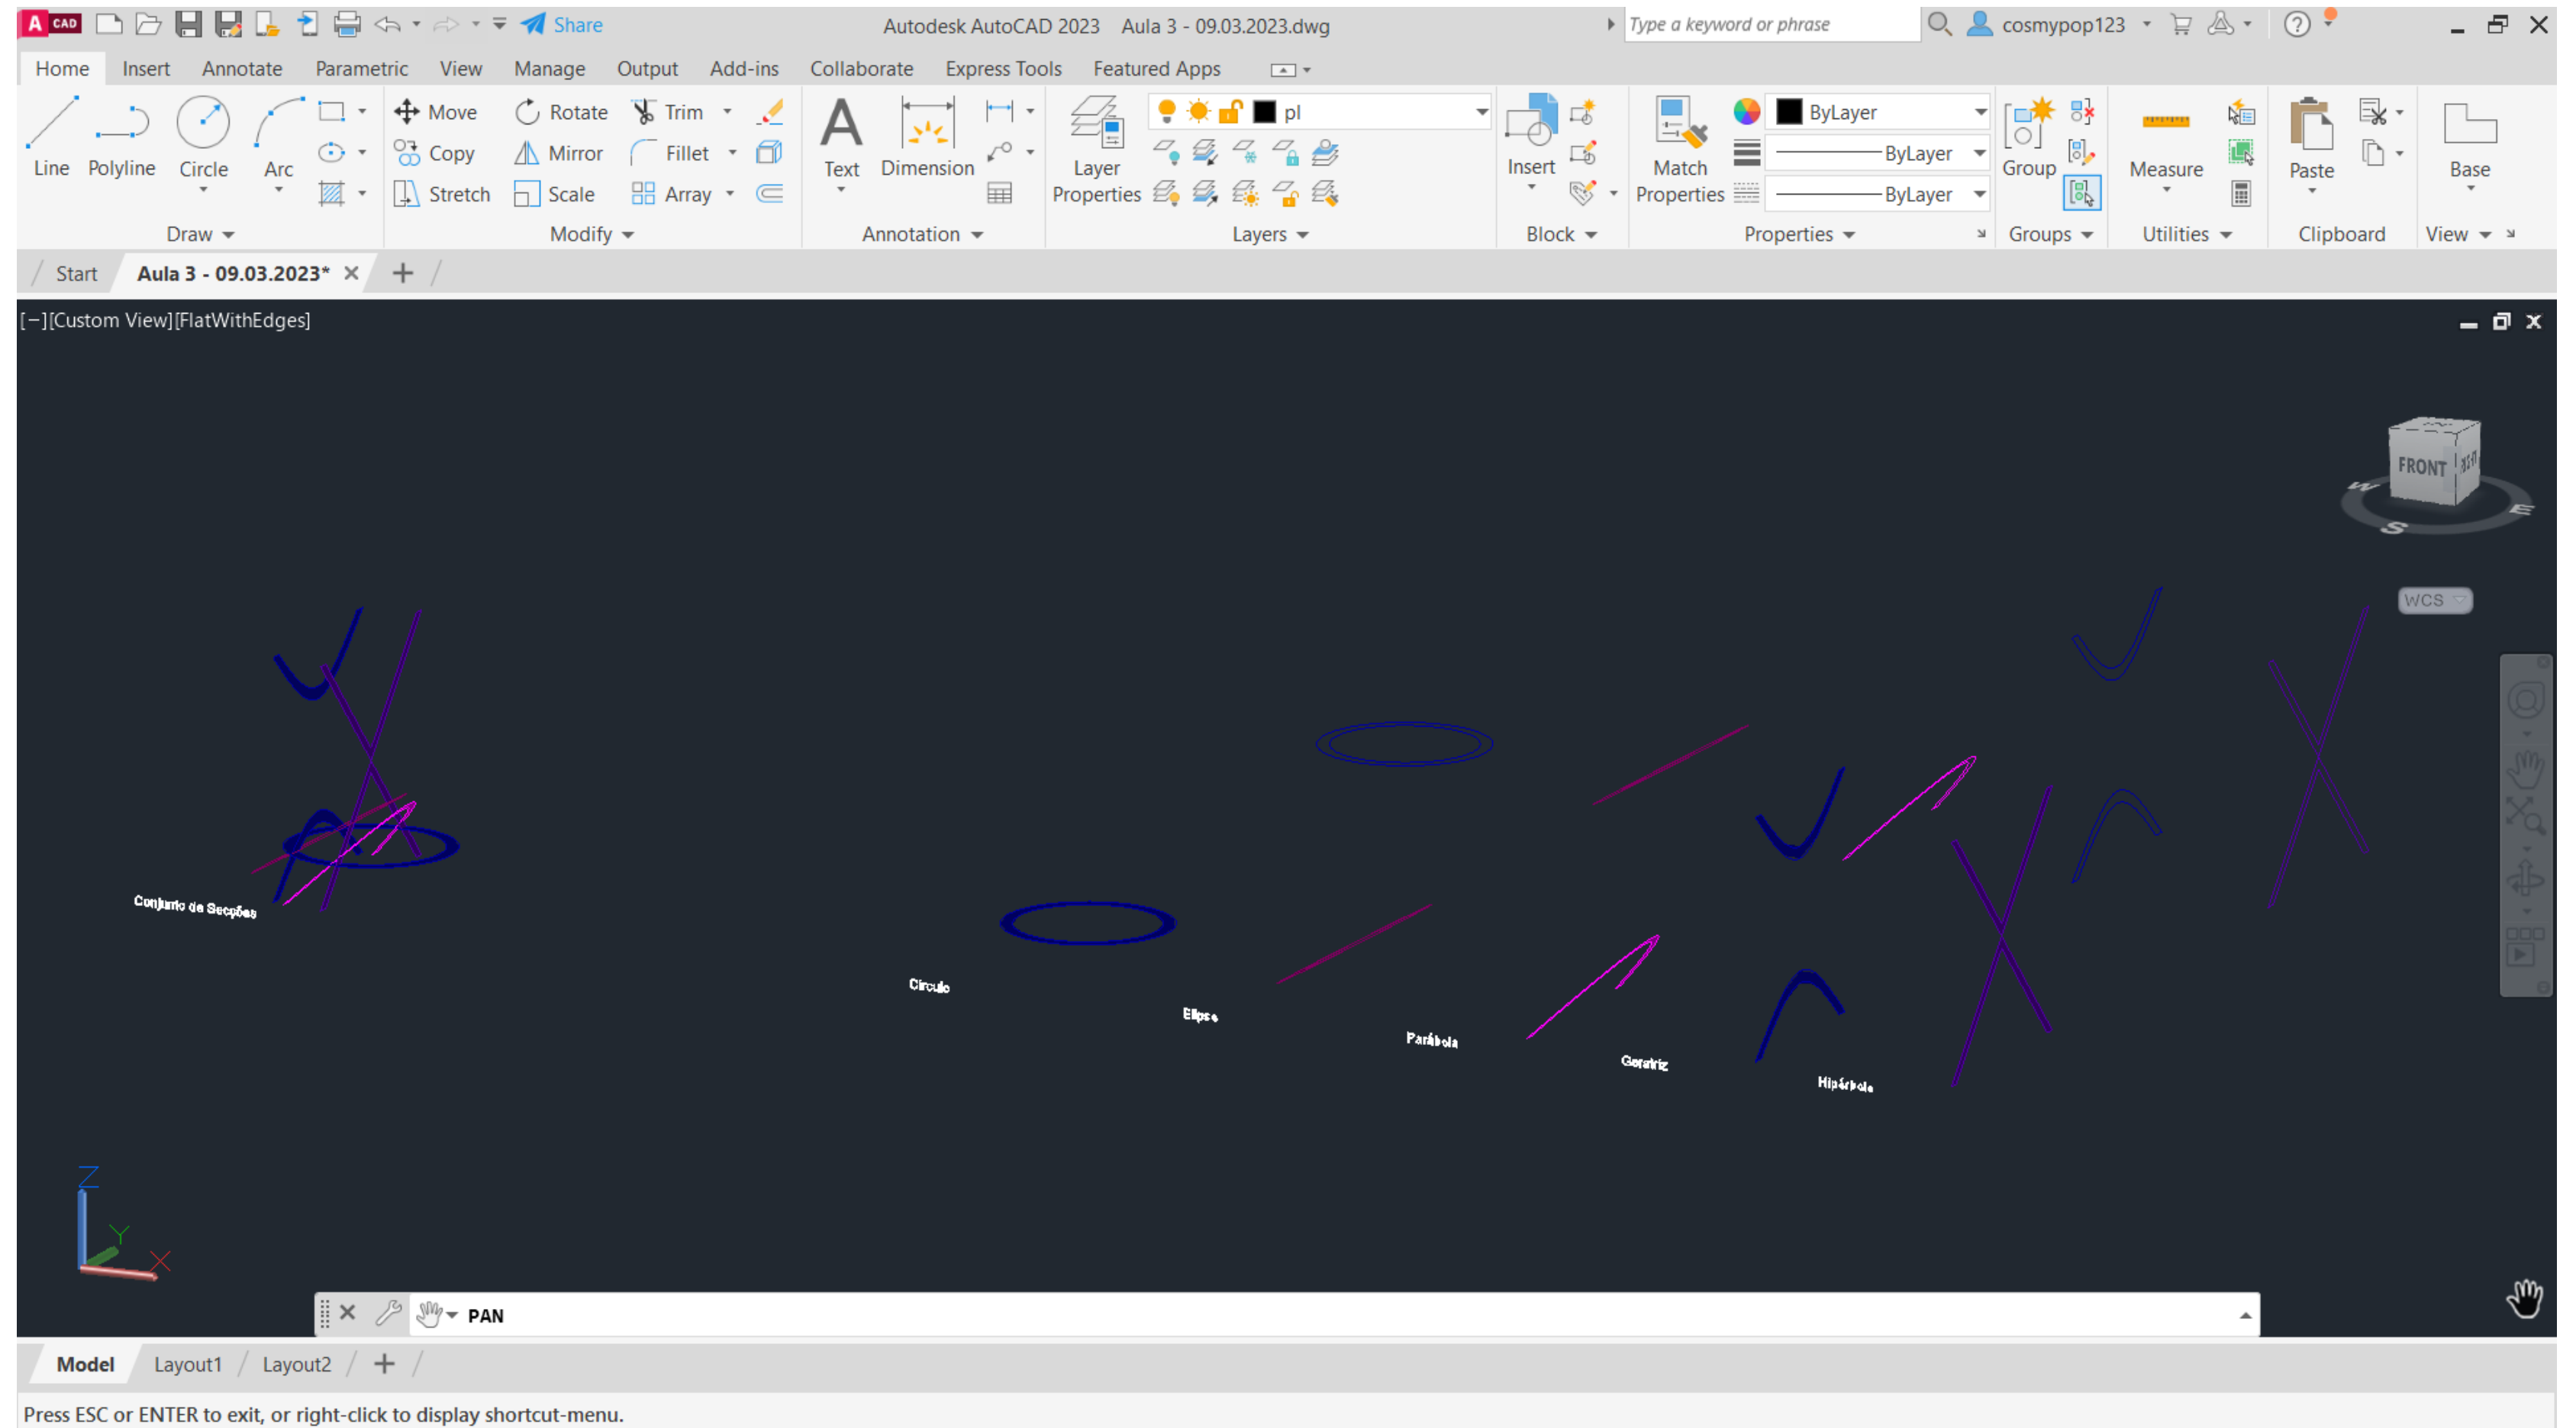 A CAD Share Autodesk AutoCAD 2023 Aula 3 - 09.03.2023.dwg Type a keyword or phrase cosmypop123
Home Insert Annotate Parametric View Manage Output Add-ins Collaborate Express Tools Featured Apps
Line Polyline Circle Arc
Move Rotate Trim
Copy Mirror Fillet
Stretch Scale Array
Text Dimension
Layer Properties
pl
Insert
Match Properties
ByLayer
ByLayer
ByLayer
Group
Measure
Paste
Base
Draw Modify Annotation Layers Block Properties Groups Utilities Clipboard View
Start Aula 3 - 09.03.2023* +
[−][Custom View][FlatWithEdges]
FRONT
W S E
WCS
Conjunto de Secções
Círculo
Elipse
Parábola
Geratriz
Hipérbole
Z
Y
X
PAN
Model Layout1 Layout2 +
Press ESC or ENTER to exit, or right-click to display shortcut-menu.